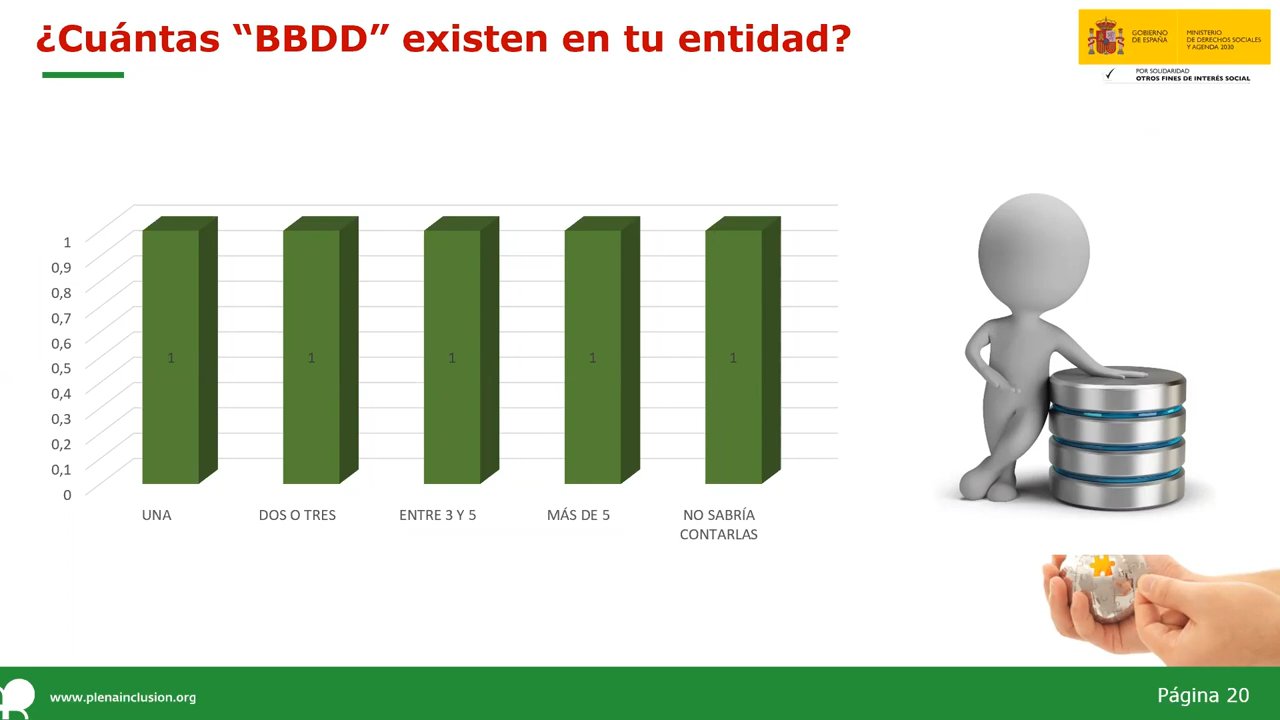 ¿Cuántas “BBDD” existen en tu entidad?
GOBIERNO
DE ESPAÑA
MINISTERIO
DE DERECHOS SOCIALES
Y AGENDA 2030
POR SOLIDARIDAD
OTROS FINES DE INTERÉS SOCIAL
1
0,9
0,8
0,7
0,6
0,5
0,4
0,3
0,2
0,1
0
1 1 1 1 1
UNA DOS O TRES ENTRE 3 Y 5 MÁS DE 5 NO SABRÍA
CONTARLAS
www.plenainclusion.org
Página 20